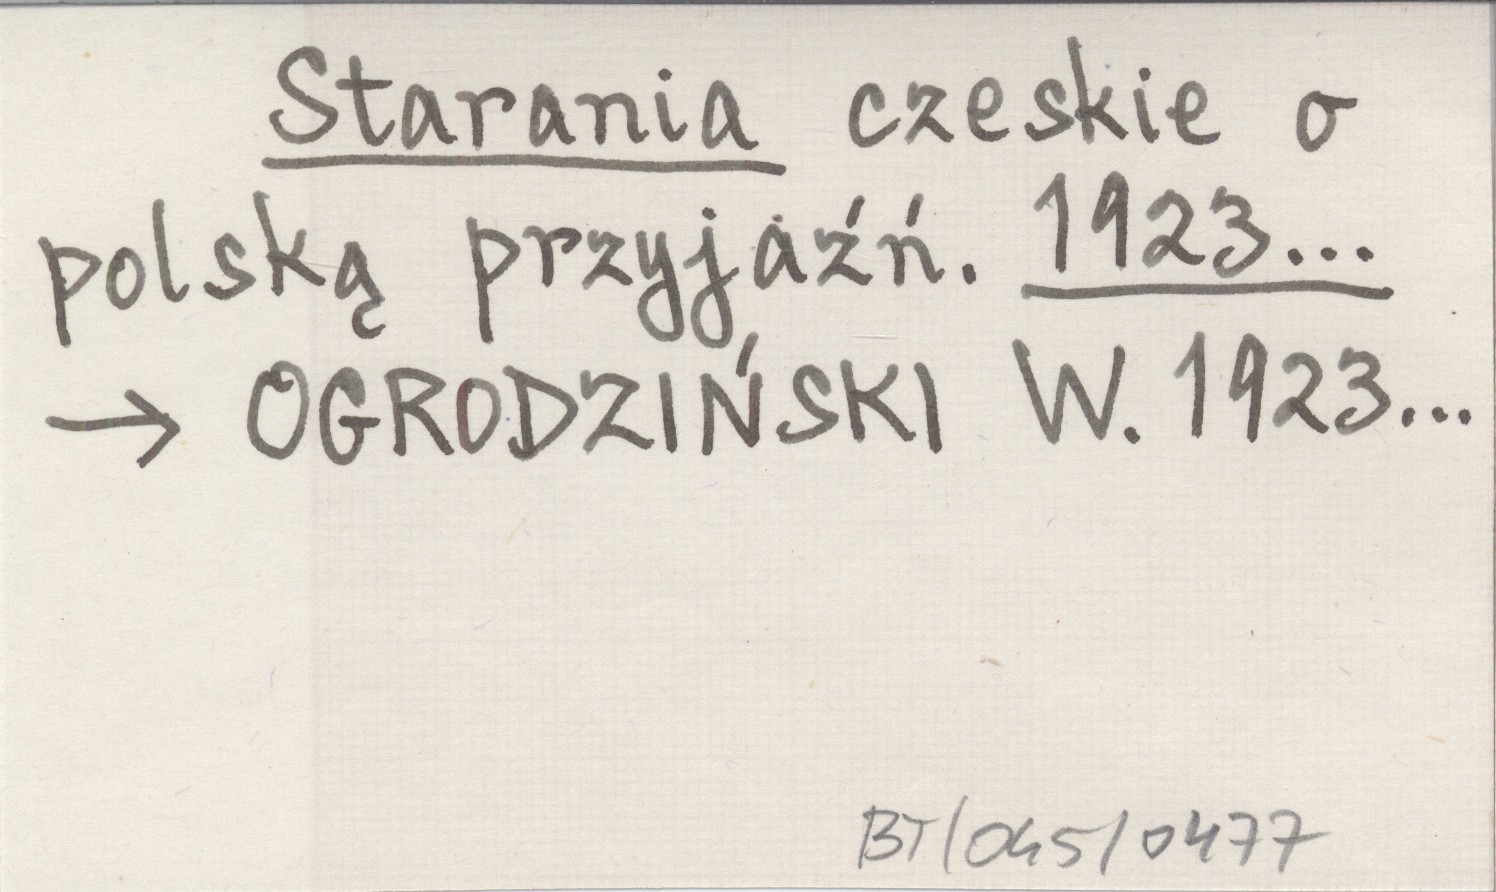 Starania czeskie o
polską przyjaźń. 1923...
→ OGRODZIŃSKI W. 1923...
BT/045/0477